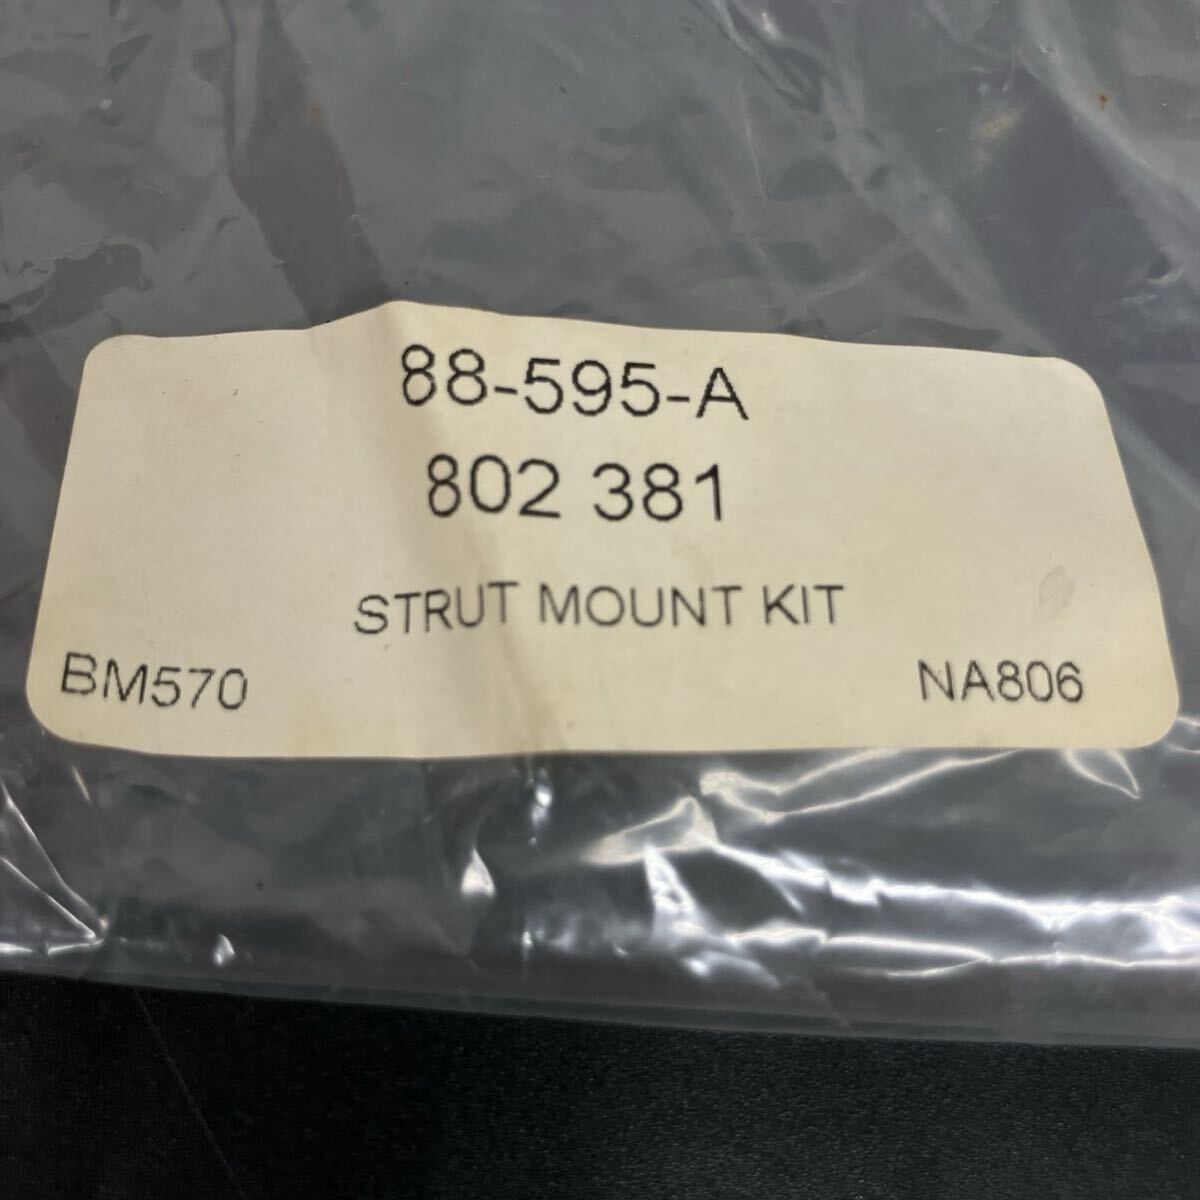 88-595-A
802 381
STRUT MOUNT KIT
BM570 NA806